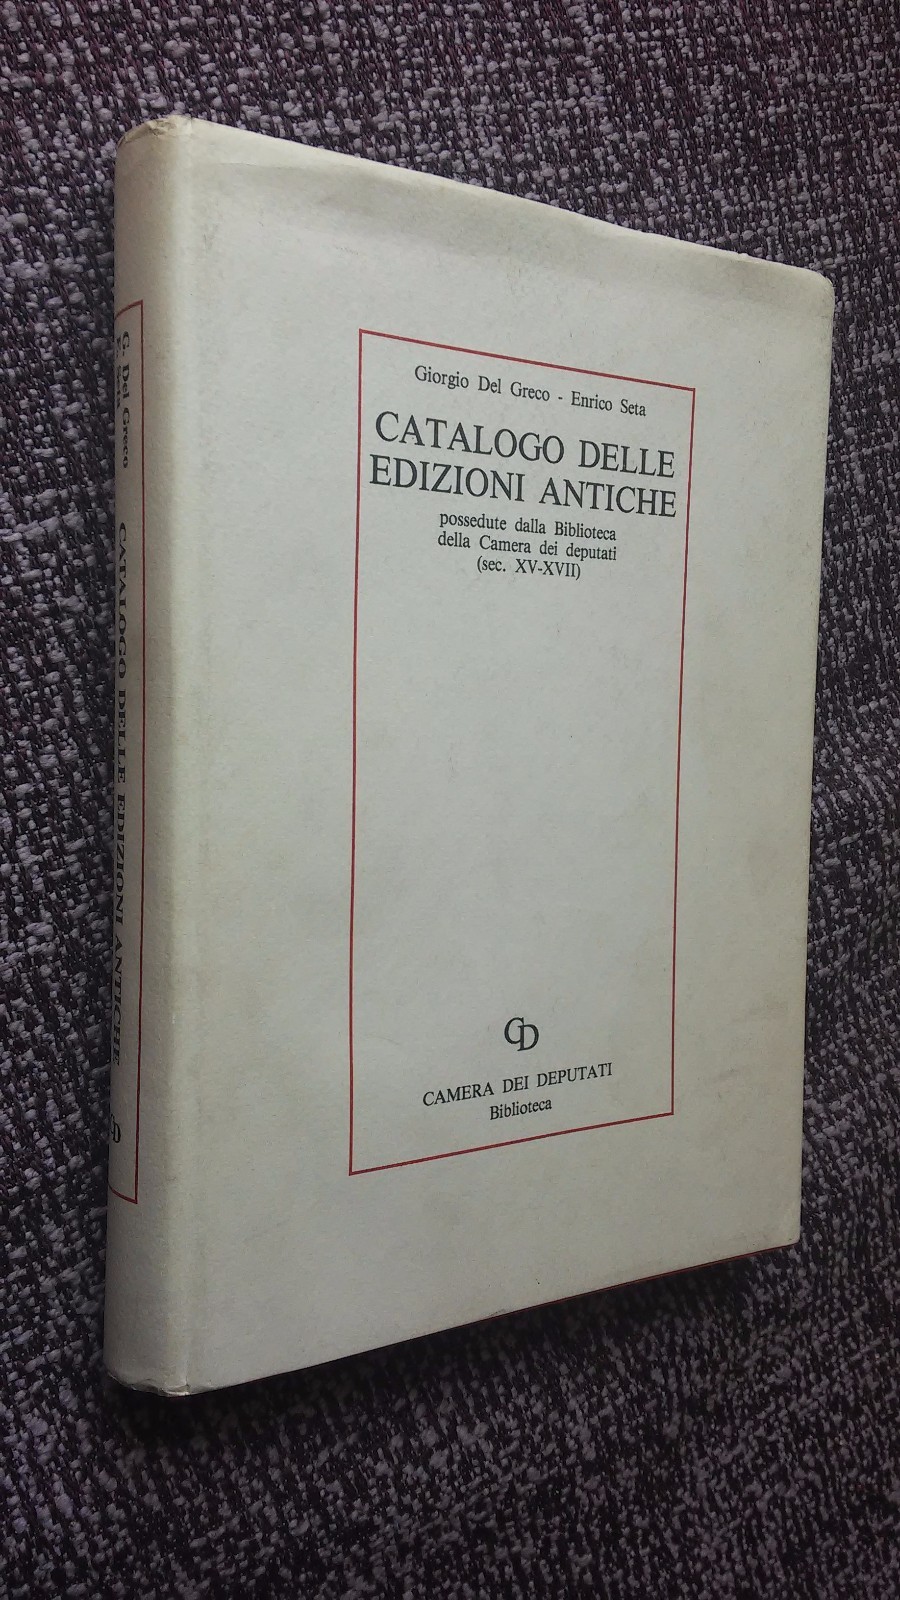 Giorgio Del Greco - Enrico Seta
CATALOGO DELLE
EDIZIONI ANTICHE
possedute dalla Biblioteca
della Camera dei deputati
(sec. XV-XVII)
CD
CAMERA DEI DEPUTATI
Biblioteca
G. Del Greco
E. Seta
CATALOGO DELLE EDIZIONI ANTICHE
CD